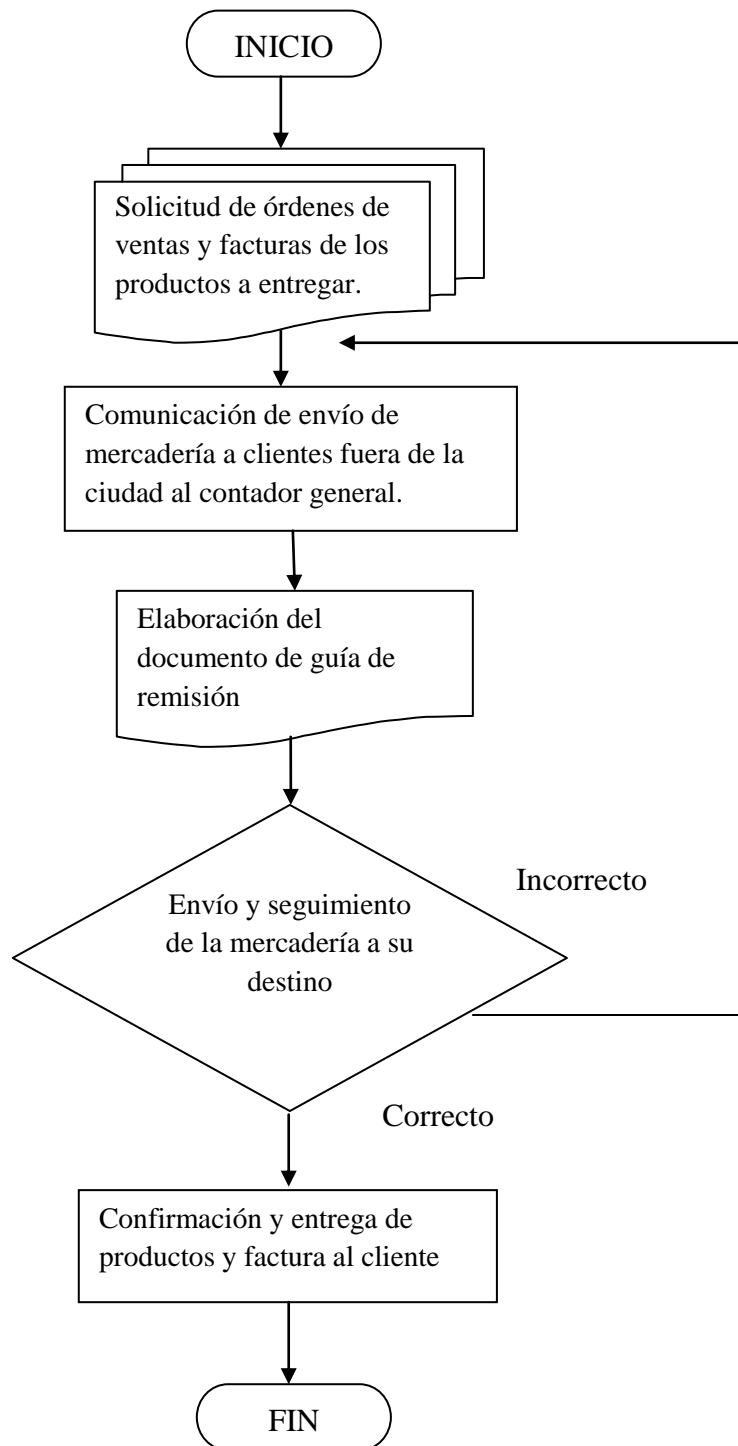 INICIO
Solicitud de órdenes de
ventas y facturas de los
productos a entregar.
Comunicación de envío de
mercadería a clientes fuera de la
ciudad al contador general.
Elaboración del
documento de guía de
remisión
Incorrecto
Envío y seguimiento
de la mercadería a su
destino
Correcto
Confirmación y entrega de
productos y factura al cliente
FIN